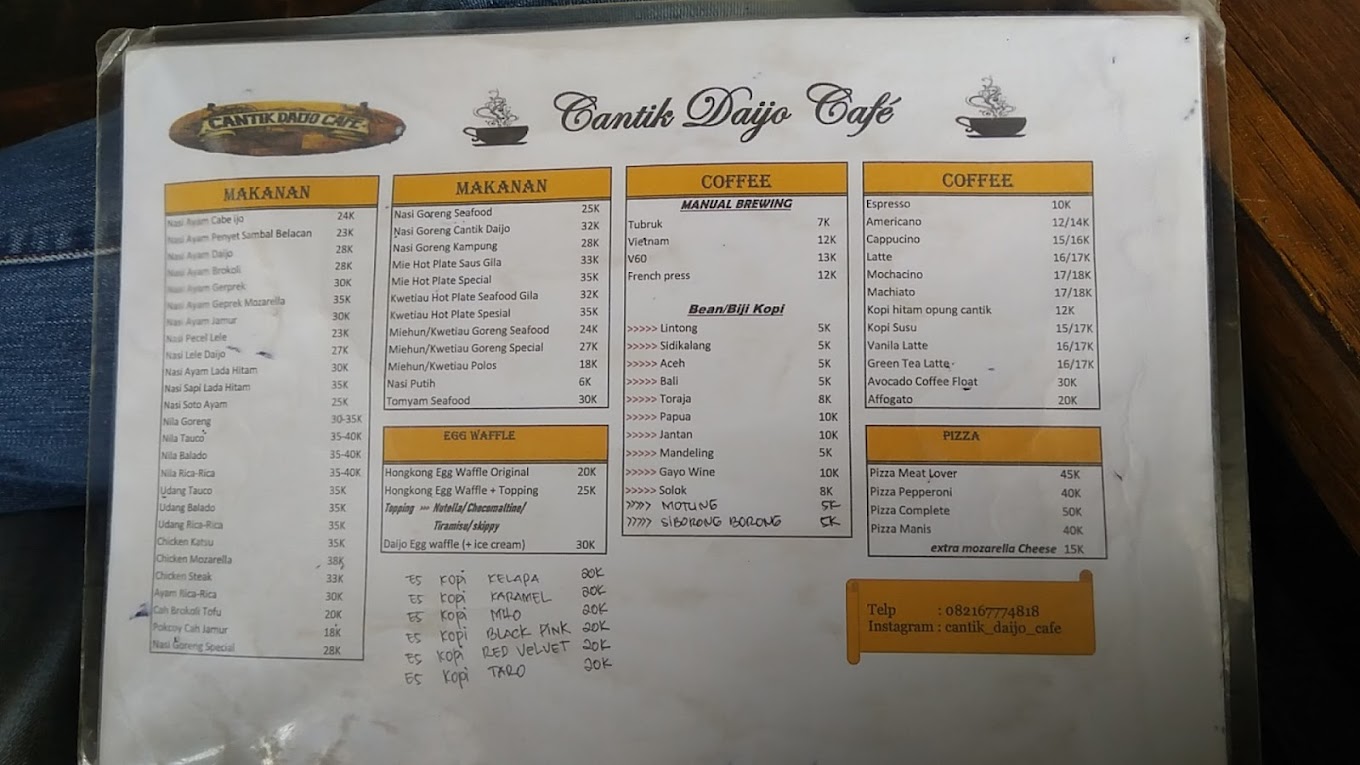 CANTIK DAIJO CAFE
Cantik Daijo Café
MAKANAN
Nasi Ayam Cabe ijo 24K
Nasi Ayam Penyet Sambal Belacan 23K
Nasi Ayam Daijo 28K
Nasi Ayam Brokoli 28K
Nasi Ayam Gerprek 30K
Nasi Ayam Geprek Mozarella 35K
Nasi Ayam Jamur 30K
Nasi Pecel Lele 23K
Nasi Lele Daijo 27K
Nasi Ayam Lada Hitam 30K
Nasi Sapi Lada Hitam 35K
Nasi Soto Ayam 25K
Nila Goreng 30-35K
Nila Tauco 35-40K
Nila Balado 35-40K
Nila Rica-Rica 35-40K
Udang Tauco 35K
Udang Balado 35K
Udang Rica-Rica 35K
Chicken Katsu 35K
Chicken Mozarella 38K
Chicken Steak 33K
Ayam Rica-Rica 30K
Cah Brokoli Tofu 20K
Pokcoy Cah Jamur 18K
Nasi Goreng Special 28K
MAKANAN
Nasi Goreng Seafood 25K
Nasi Goreng Cantik Daijo 32K
Nasi Goreng Kampung 28K
Mie Hot Plate Saus Gila 33K
Mie Hot Plate Special 35K
Kwetiau Hot Plate Seafood Gila 32K
Kwetiau Hot Plate Spesial 35K
Miehun/Kwetiau Goreng Seafood 24K
Miehun/Kwetiau Goreng Special 27K
Miehun/Kwetiau Polos 18K
Nasi Putih 6K
Tomyam Seafood 30K
EGG WAFFLE
Hongkong Egg Waffle Original 20K
Hongkong Egg Waffle + Topping 25K
Topping >>> Nutella/Chocomaltine/
Tiramisu/skippy
Daijo Egg waffle (+ ice cream) 30K
ES KOPI KELAPA 20K
ES KOPI KARAMEL 20K
ES KOPI MILO 20K
ES KOPI BLACK PINK 20K
ES KOPI RED VELVET 20K
ES KOPI TARO 20K
COFFEE
MANUAL BREWING
Tubruk 7K
Vietnam 12K
V60 13K
French press 12K
Bean/Biji Kopi
>>>>> Lintong 5K
>>>>> Sidikalang 5K
>>>>> Aceh 5K
>>>>> Bali 5K
>>>>> Toraja 8K
>>>>> Papua 10K
>>>>> Jantan 10K
>>>>> Mandeling 5K
>>>>> Gayo Wine 10K
>>>>> Solok 8K
>>>>> MOTUNG 5K
>>>>> SIBORONG BORONG 5K
COFFEE
Espresso 10K
Americano 12/14K
Cappucino 15/16K
Latte 16/17K
Mochacino 17/18K
Machiato 17/18K
Kopi hitam opung cantik 12K
Kopi Susu 15/17K
Vanila Latte 16/17K
Green Tea Latte 16/17K
Avocado Coffee Float 30K
Affogato 20K
PIZZA
Pizza Meat Lover 45K
Pizza Pepperoni 40K
Pizza Complete 50K
Pizza Manis 40K
extra mozarella Cheese 15K
Telp : 082167774818
Instagram : cantik_daijo_cafe